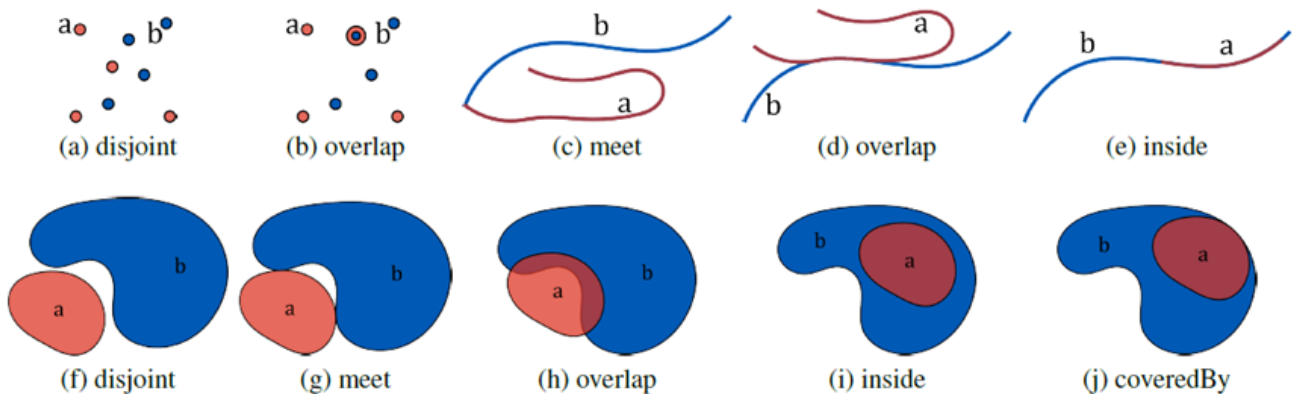 a b
(a) disjoint
a b
(b) overlap
b
a
(c) meet
a
b
(d) overlap
b a
(e) inside
b
a
(f) disjoint
b
a
(g) meet
b
a
(h) overlap
b
a
(i) inside
b
a
(j) coveredBy